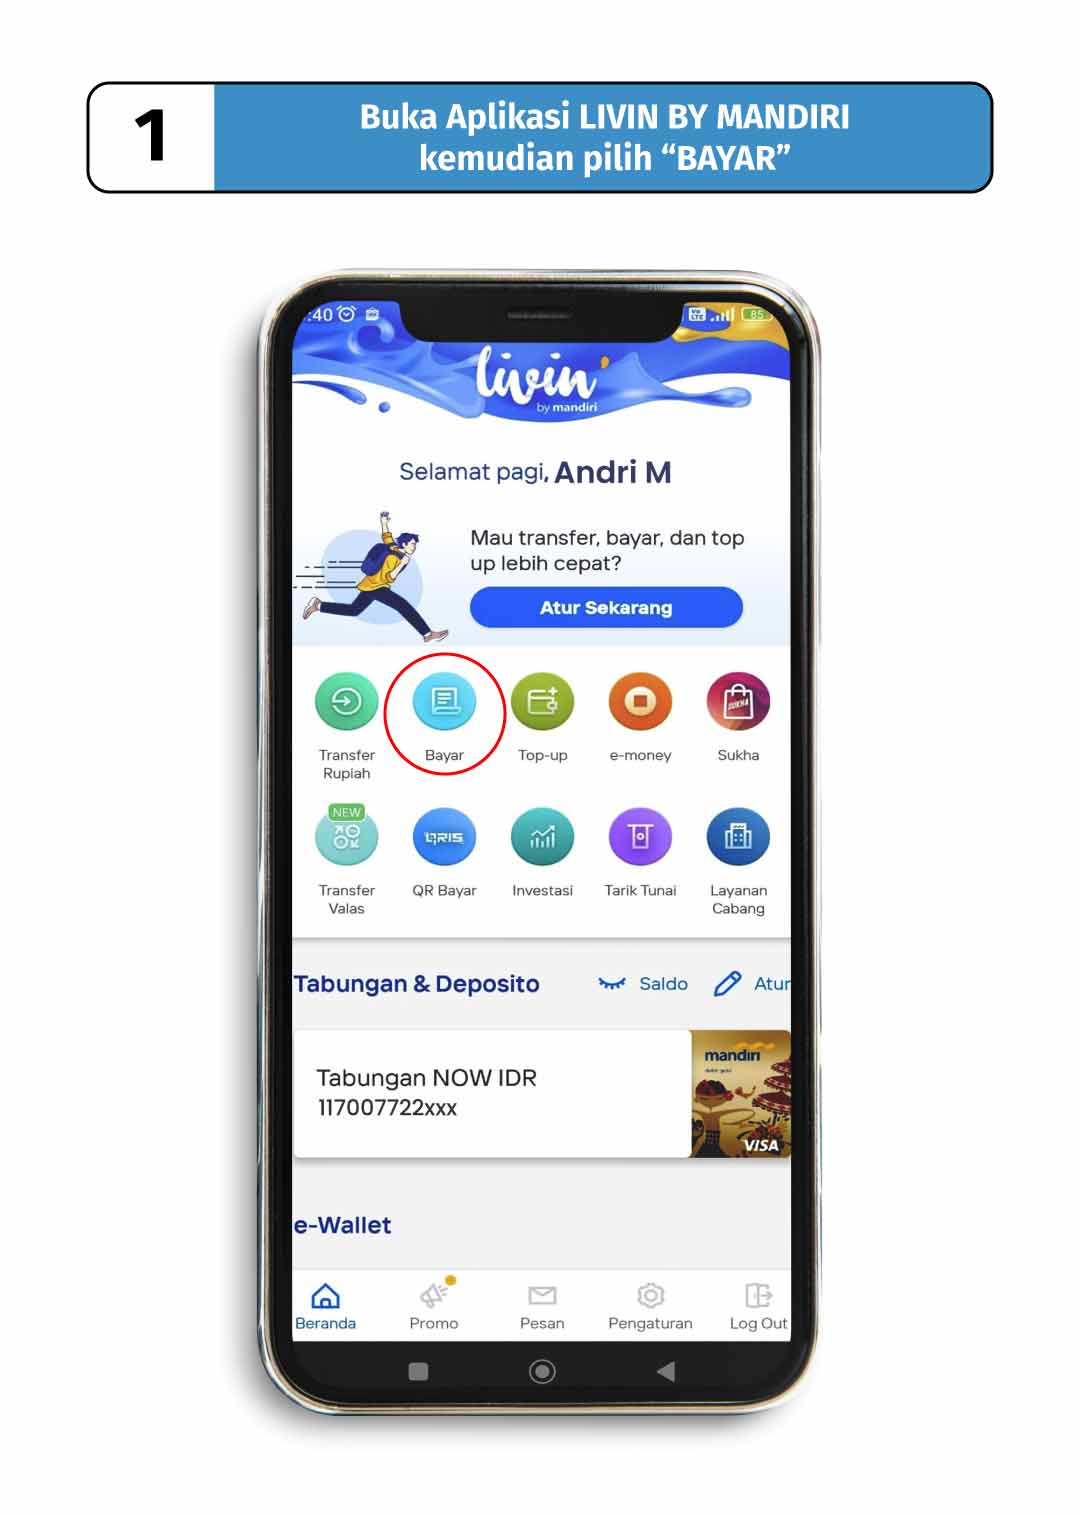 1
Buka Aplikasi LIVIN BY MANDIRI
kemudian pilih “BAYAR”
:40
85
livin'
by mandiri
Selamat pagi, Andri M
Mau transfer, bayar, dan top
up lebih cepat?
Atur Sekarang
SUKHA
Transfer
Rupiah
Bayar
Top-up
e-money
Sukha
NEW
QRIS
Transfer
Valas
QR Bayar
Investasi
Tarik Tunai
Layanan
Cabang
Tabungan & Deposito
Saldo
Atur
mandiri
Tabungan NOW IDR
117007722xxx
VISA
e-Wallet
Beranda
Promo
Pesan
Pengaturan
Log Out